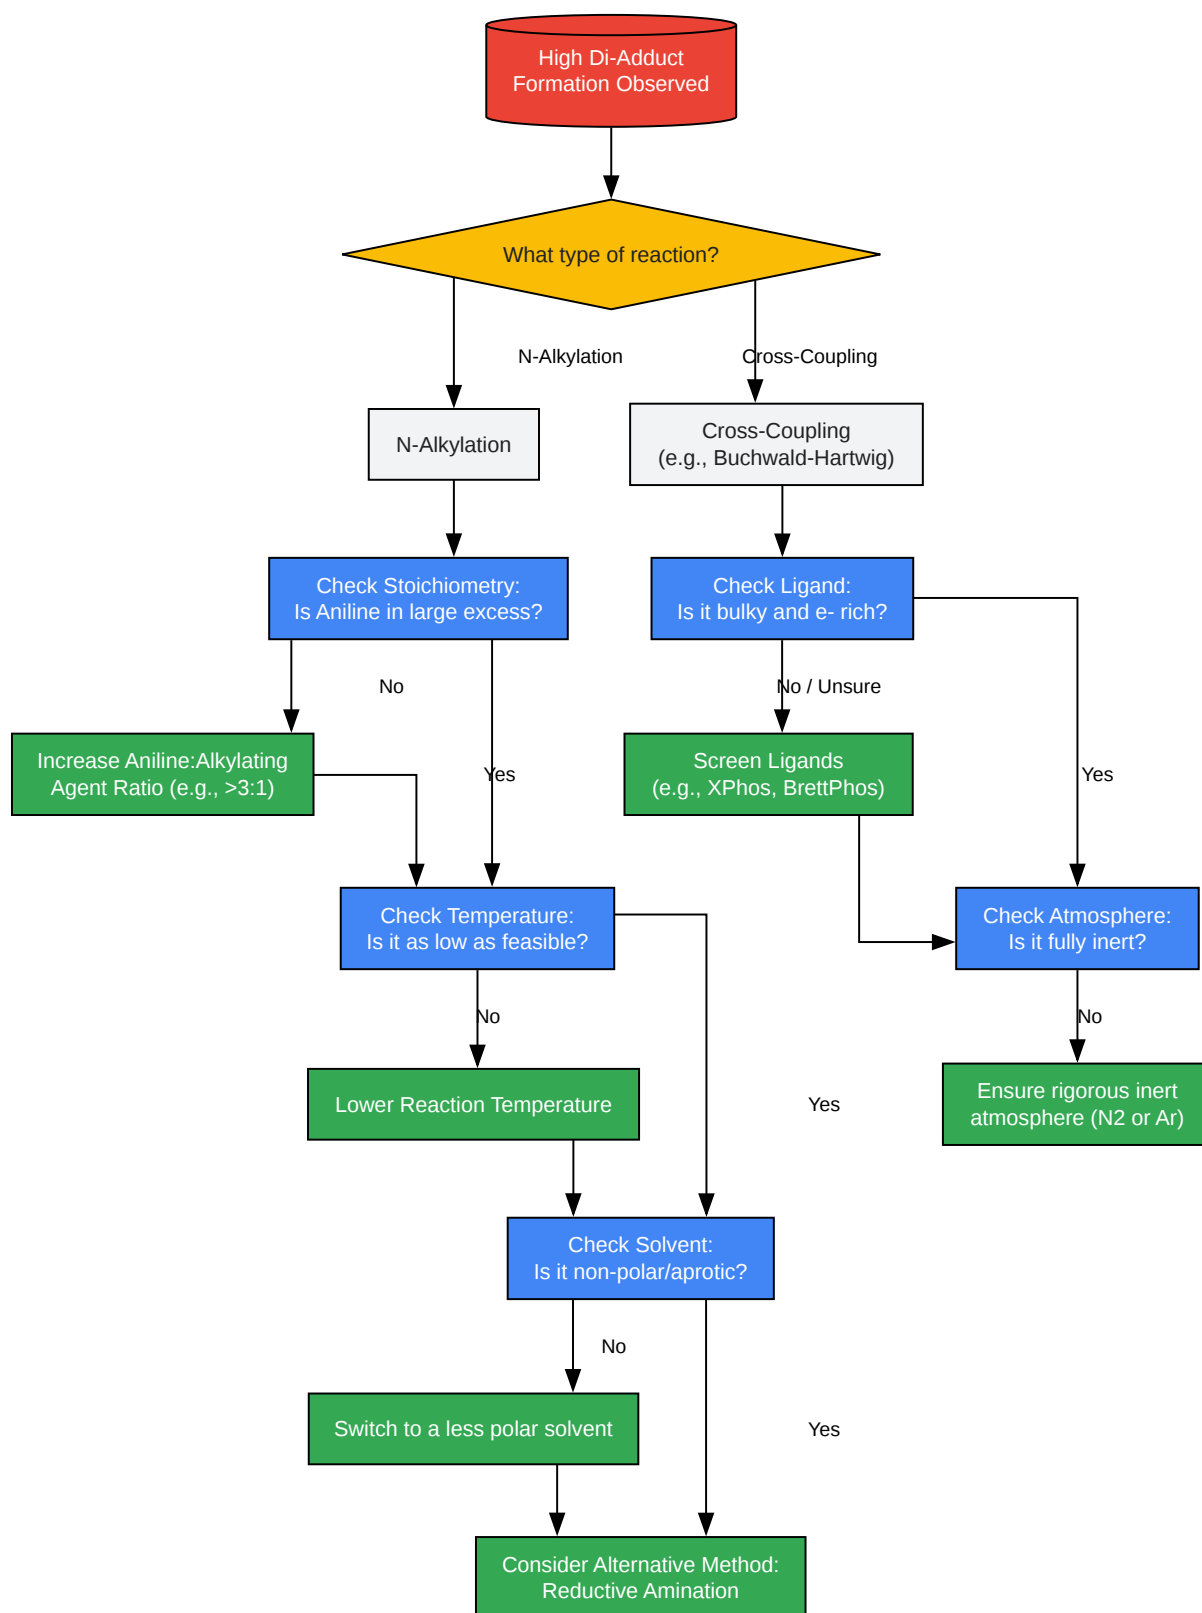 High Di-Adduct
Formation Observed
What type of reaction?
N-Alkylation
Cross-Coupling
N-Alkylation
Cross-Coupling
(e.g., Buchwald-Hartwig)
Check Stoichiometry:
Is Aniline in large excess?
Check Ligand:
Is it bulky and e- rich?
No
No / Unsure
Increase Aniline:Alkylating
Agent Ratio (e.g., >3:1)
Yes
Screen Ligands
(e.g., XPhos, BrettPhos)
Yes
Check Temperature:
Is it as low as feasible?
Check Atmosphere:
Is it fully inert?
No
No
Lower Reaction Temperature
Yes
Ensure rigorous inert
atmosphere (N2 or Ar)
Check Solvent:
Is it non-polar/aprotic?
No
Switch to a less polar solvent
Yes
Consider Alternative Method:
Reductive Amination